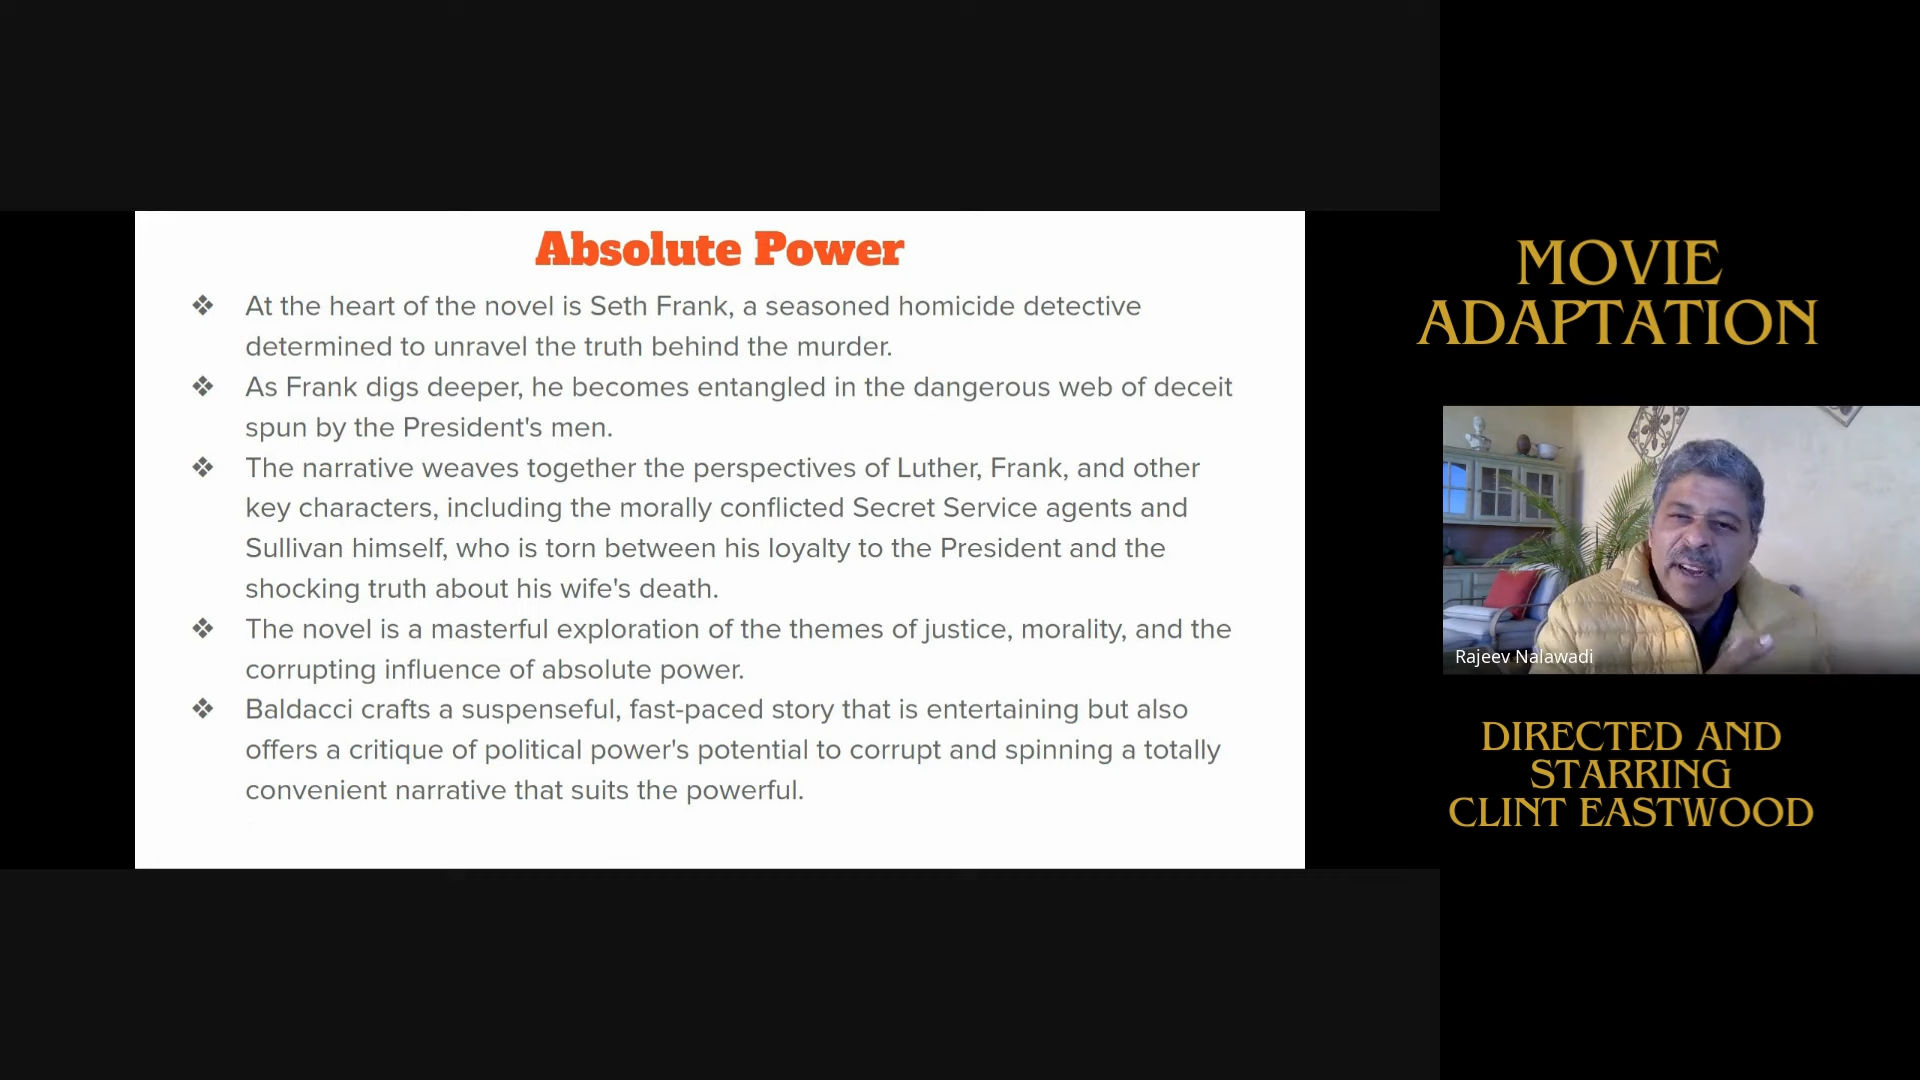 Absolute Power
❖ At the heart of the novel is Seth Frank, a seasoned homicide detective
determined to unravel the truth behind the murder.
❖ As Frank digs deeper, he becomes entangled in the dangerous web of deceit
spun by the President's men.
❖ The narrative weaves together the perspectives of Luther, Frank, and other
key characters, including the morally conflicted Secret Service agents and
Sullivan himself, who is torn between his loyalty to the President and the
shocking truth about his wife's death.
❖ The novel is a masterful exploration of the themes of justice, morality, and the
corrupting influence of absolute power.
❖ Baldacci crafts a suspenseful, fast-paced story that is entertaining but also
offers a critique of political power's potential to corrupt and spinning a totally
convenient narrative that suits the powerful.
MOVIE
ADAPTATION
Rajeev Nalawadi
DIRECTED AND
STARRING
CLINT EASTWOOD